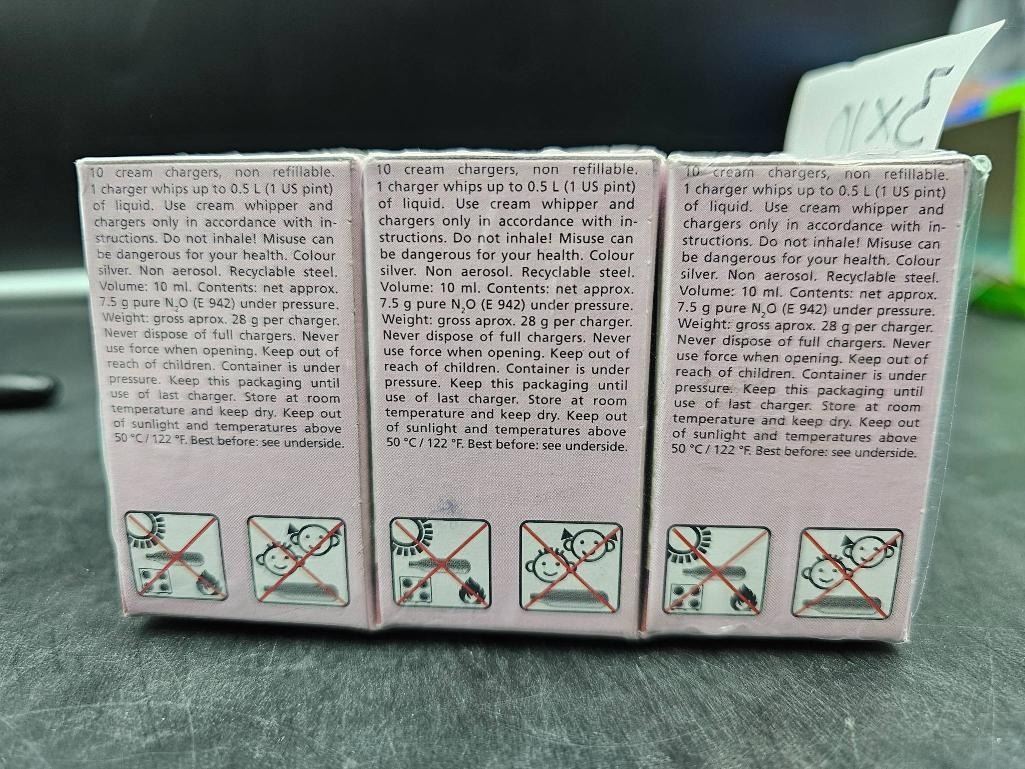 10 cream chargers, non refillable.
1 charger whips up to 0.5 L (1 US pint)
of liquid. Use cream whipper and
chargers only in accordance with in-
structions. Do not inhale! Misuse can
be dangerous for your health. Colour
silver. Non aerosol. Recyclable steel.
Volume: 10 ml. Contents: net approx.
7.5 g pure N₂O (E 942) under pressure.
Weight: gross aprox. 28 g per charger.
Never dispose of full chargers. Never
use force when opening. Keep out of
reach of children. Container is under
pressure. Keep this packaging until
use of last charger. Store at room
temperature and keep dry. Keep out
of sunlight and temperatures above
50 °C / 122 °F. Best before: see underside.
10 cream chargers, non refillable.
1 charger whips up to 0.5 L (1 US pint)
of liquid. Use cream whipper and
chargers only in accordance with in-
structions. Do not inhale! Misuse can
be dangerous for your health. Colour
silver. Non aerosol. Recyclable steel.
Volume: 10 ml. Contents: net approx.
7.5 g pure N₂O (E 942) under pressure.
Weight: gross aprox. 28 g per charger.
Never dispose of full chargers. Never
use force when opening. Keep out of
reach of children. Container is under
pressure. Keep this packaging until
use of last charger. Store at room
temperature and keep dry. Keep out
of sunlight and temperatures above
50 °C / 122 °F. Best before: see underside.
10 cream chargers, non refillable.
1 charger whips up to 0.5 L (1 US pint)
of liquid. Use cream whipper and
chargers only in accordance with in-
structions. Do not inhale! Misuse can
be dangerous for your health. Colour
silver. Non aerosol. Recyclable steel.
Volume: 10 ml. Contents: net approx.
7.5 g pure N₂O (E 942) under pressure.
Weight: gross aprox. 28 g per charger.
Never dispose of full chargers. Never
use force when opening. Keep out of
reach of children. Container is under
pressure. Keep this packaging until
use of last charger. Store at room
temperature and keep dry. Keep out
of sunlight and temperatures above
50 °C / 122 °F. Best before: see underside.